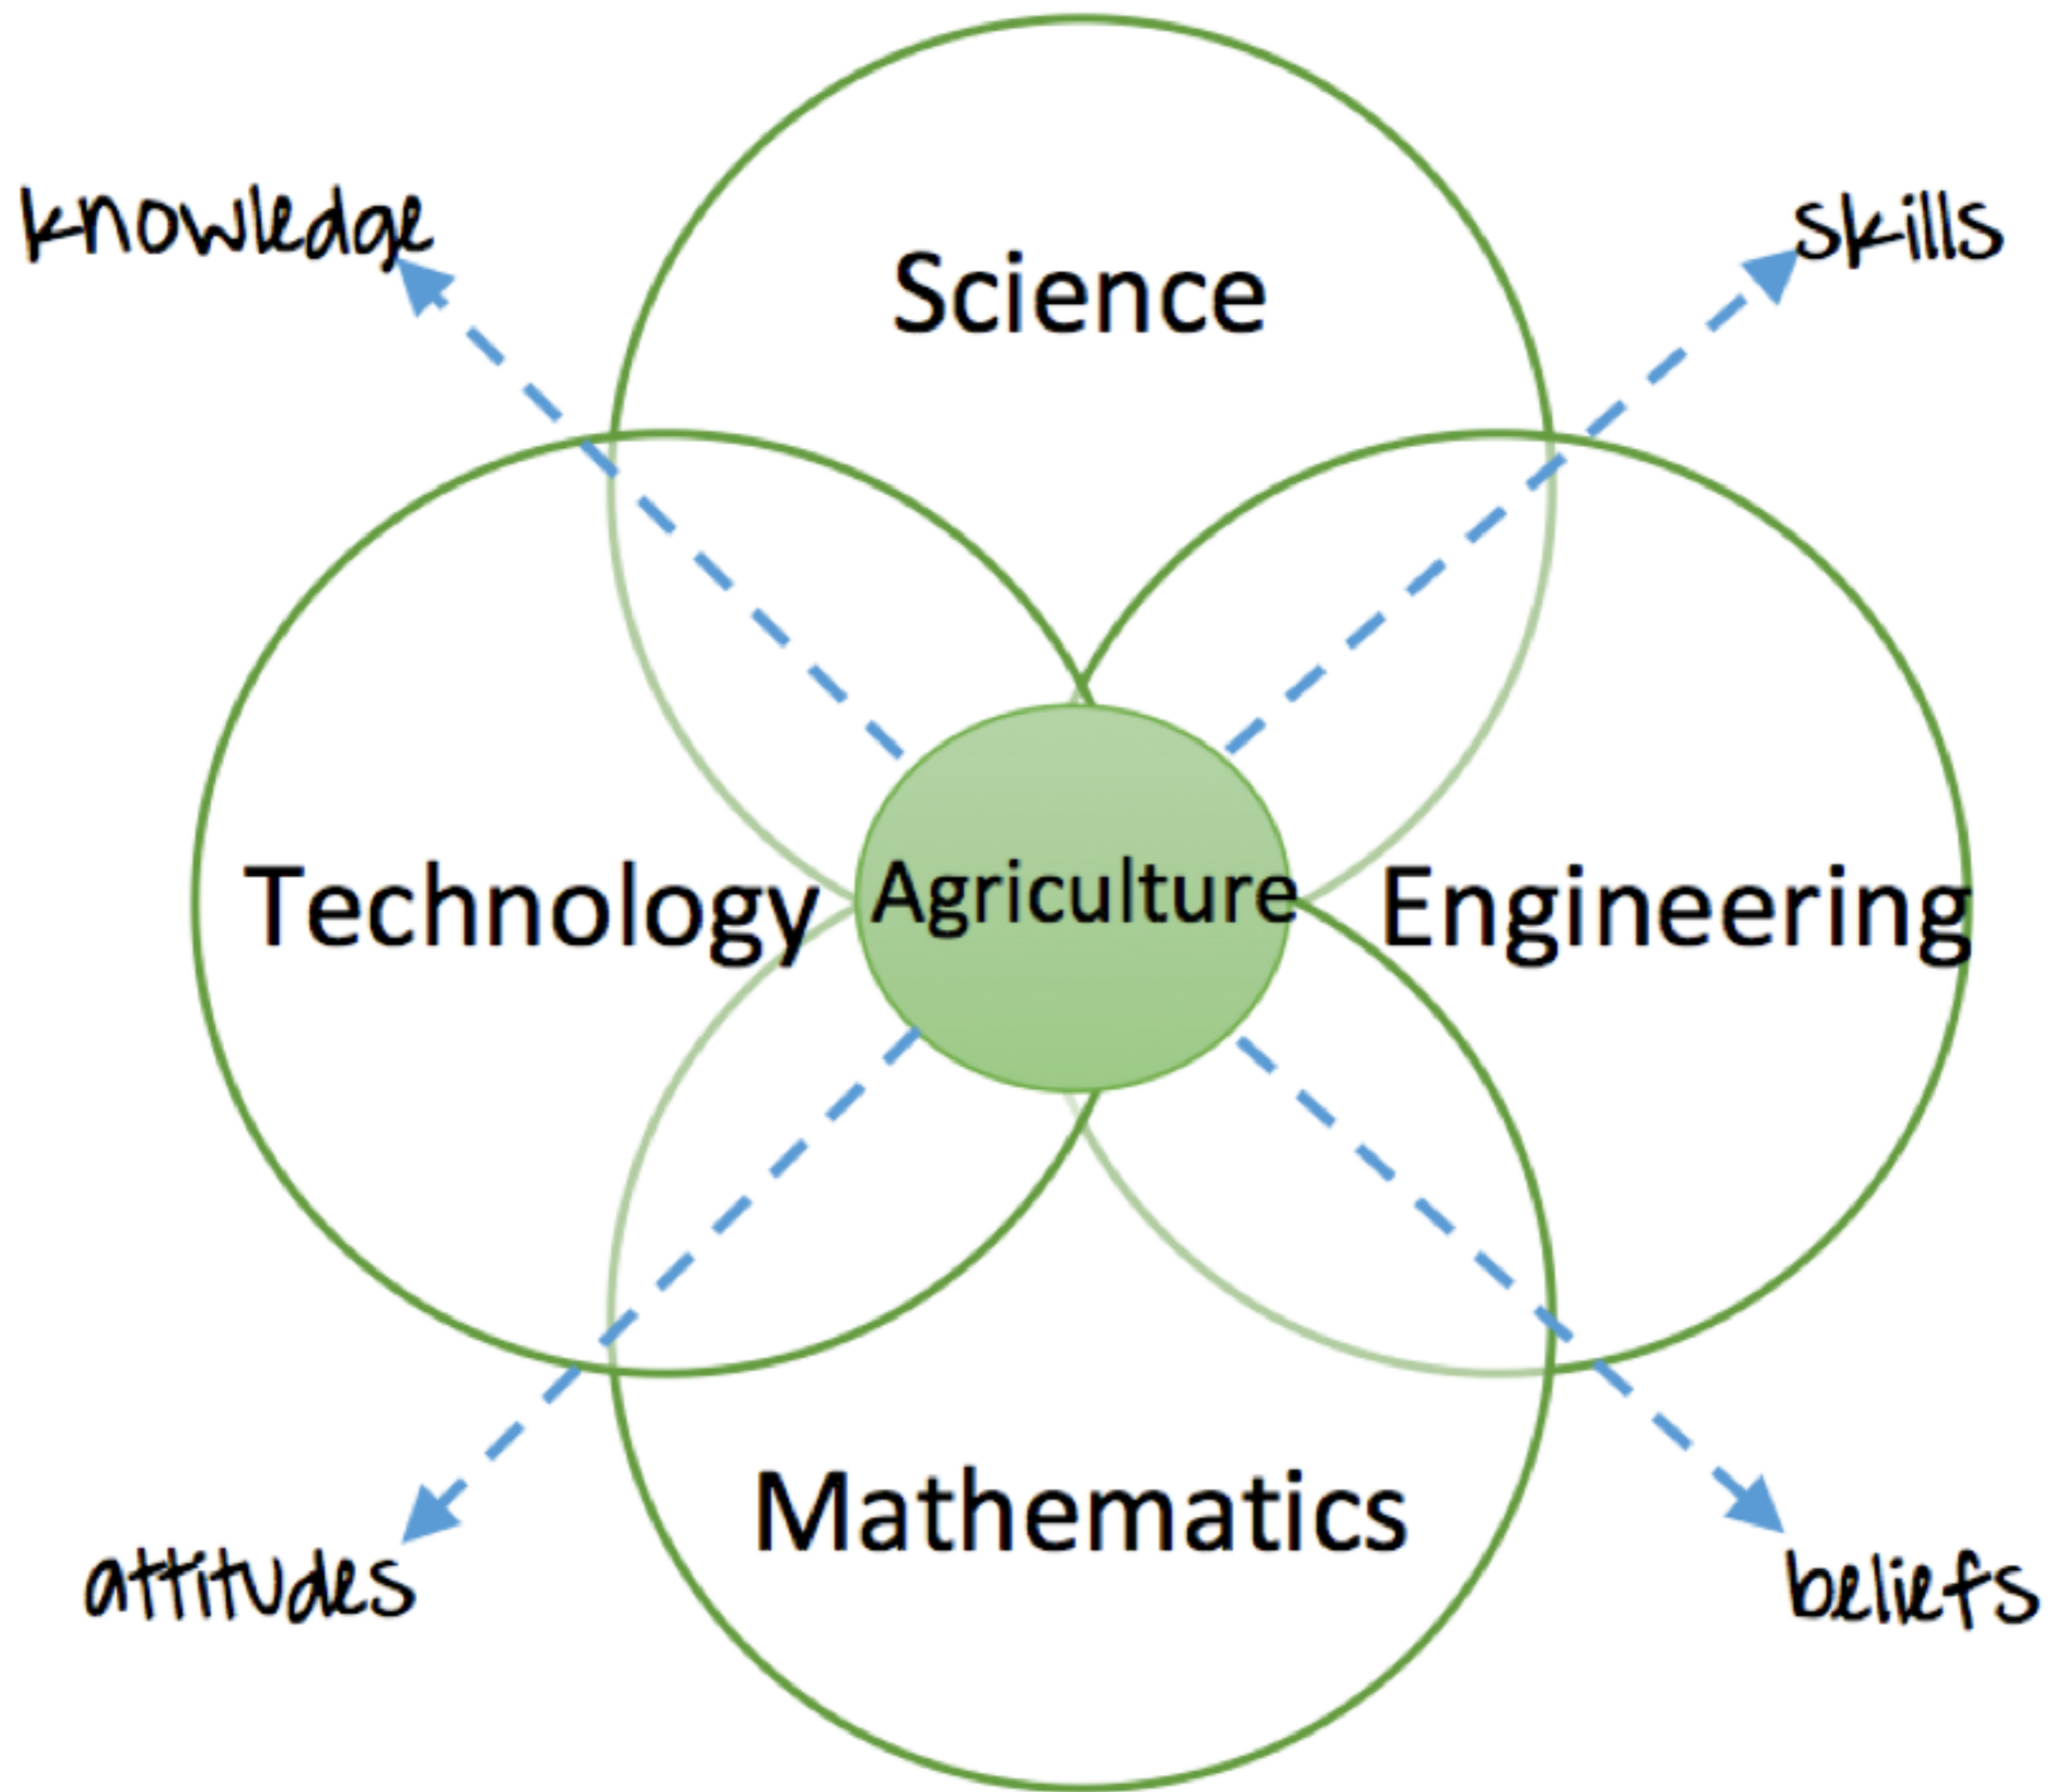 knowledge
skills
Science
Technology
Agriculture
Engineering
Mathematics
attitudes
beliefs